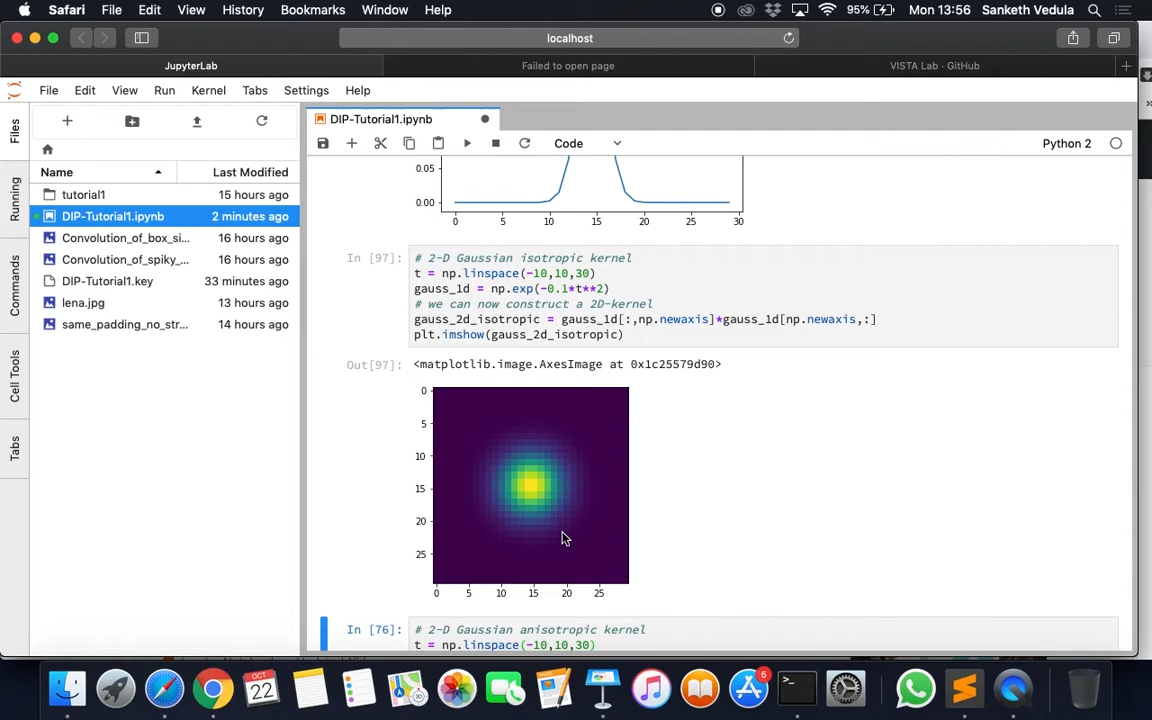 Safari File Edit View History Bookmarks Window Help 95% Mon 13:56 Sanketh Vedula
localhost
JupyterLab Failed to open page VISTA Lab · GitHub
File Edit View Run Kernel Tabs Settings Help
DIP-Tutorial1.ipynb
Code Python 2
Files
Running
Commands
Cell Tools
Tabs
Name Last Modified
tutorial1 15 hours ago
DIP-Tutorial1.ipynb 2 minutes ago
Convolution_of_box_si... 16 hours ago
Convolution_of_spiky_... 16 hours ago
DIP-Tutorial1.key 33 minutes ago
lena.jpg 13 hours ago
same_padding_no_str... 14 hours ago
0.05
0.00
0 5 10 15 20 25 30
In [97]: # 2-D Gaussian isotropic kernel
t = np.linspace(-10,10,30)
gauss_1d = np.exp(-0.1*t**2)
# we can now construct a 2D-kernel
gauss_2d_isotropic = gauss_1d[:,np.newaxis]*gauss_1d[np.newaxis,:]
plt.imshow(gauss_2d_isotropic)
Out[97]: <matplotlib.image.AxesImage at 0x1c25579d90>
0
5
10
15
20
25
0 5 10 15 20 25
In [76]: # 2-D Gaussian anisotropic kernel
t = np.linspace(-10,10,30)
OCT
22
5